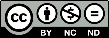 cc $ =
BY NC ND